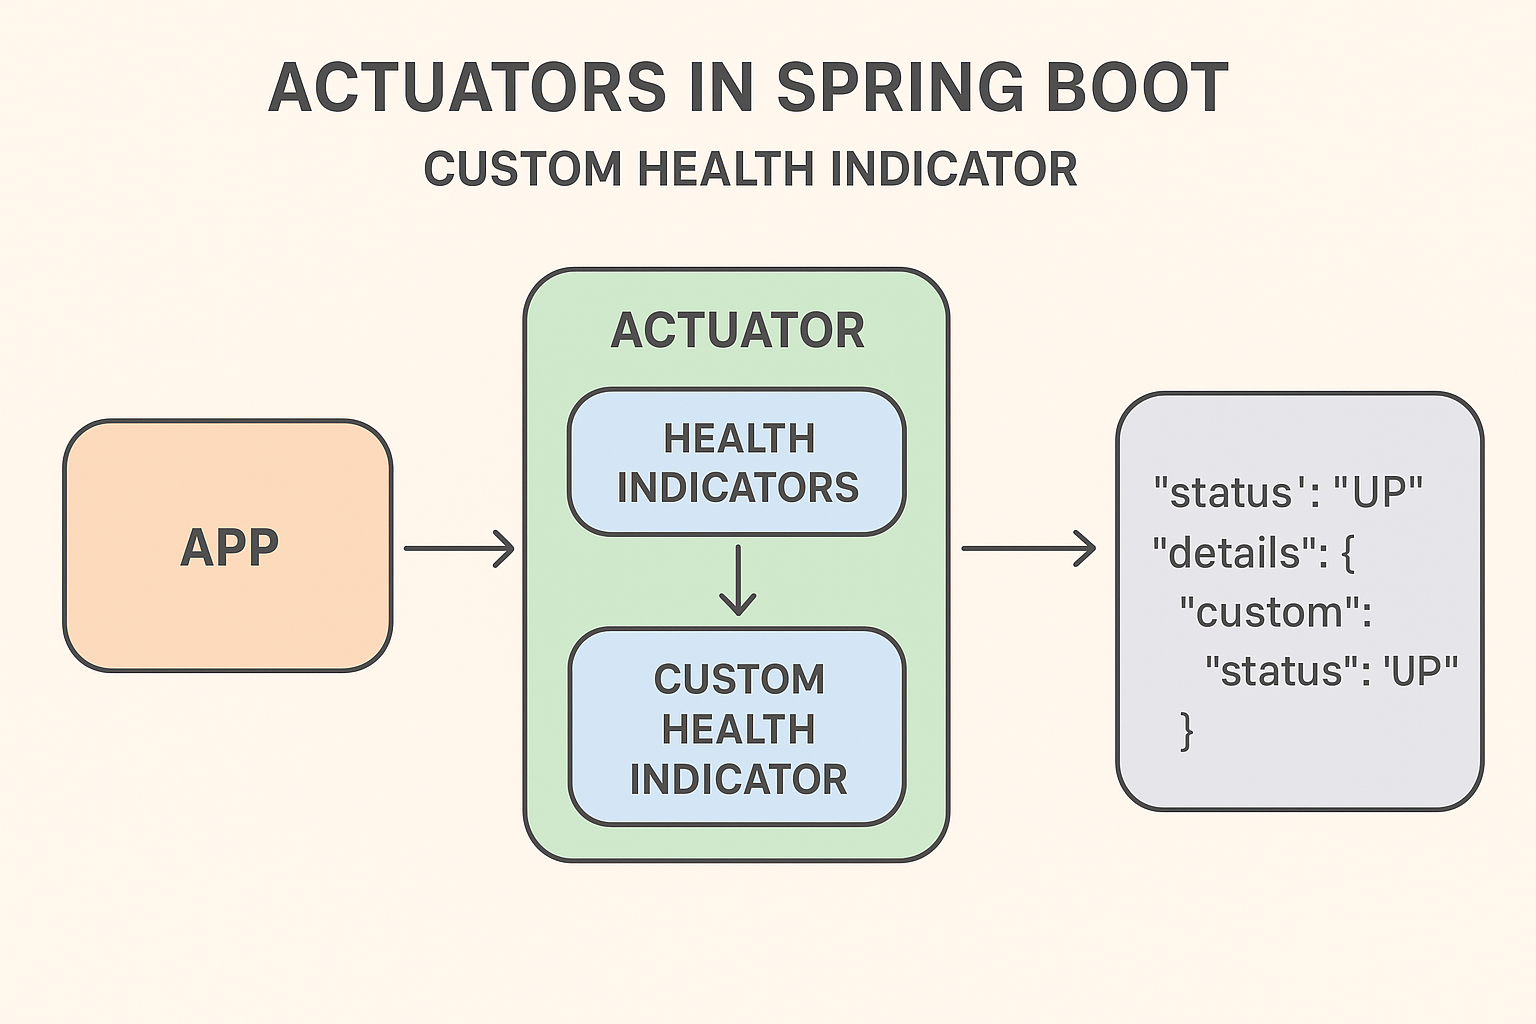 ACTUATORS IN SPRING BOOT
CUSTOM HEALTH INDICATOR
APP
ACTUATOR
HEALTH
INDICATORS
CUSTOM
HEALTH
INDICATOR
"status': "UP"
"details": {
"custom":
"status": 'UP"
}